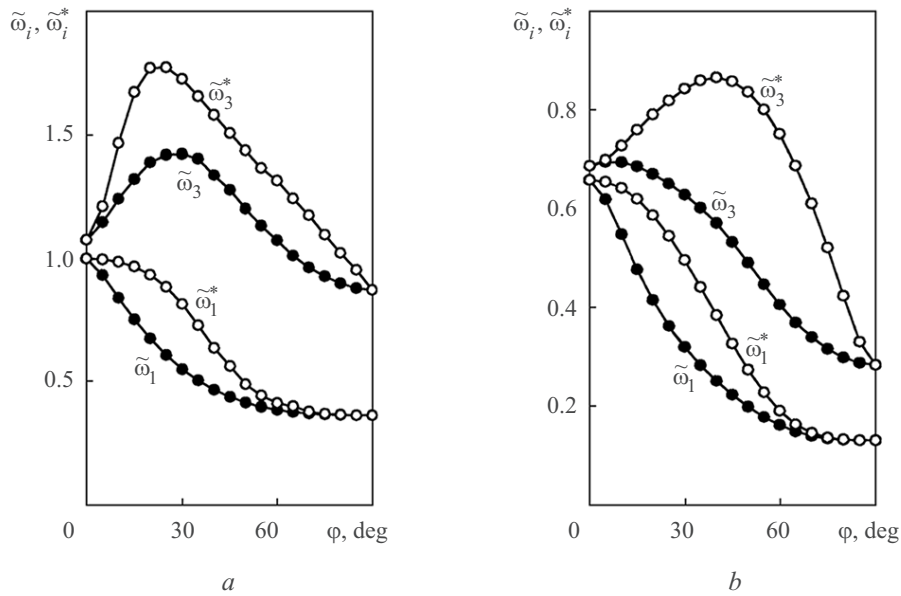 ω̃ᵢ, ω̃ᵢ*
1.5
1.0
0.5
0
30
60
φ, deg
ω̃₃*
ω̃₃
ω̃₁*
ω̃₁
a
ω̃ᵢ, ω̃ᵢ*
0.8
0.6
0.4
0.2
0
30
60
φ, deg
ω̃₃*
ω̃₃
ω̃₁*
ω̃₁
b